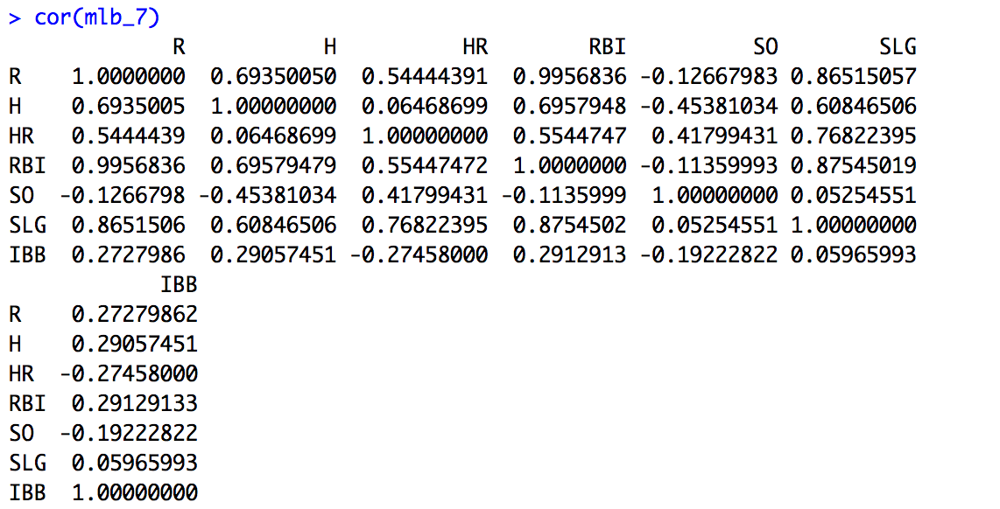 > cor(mlb_7)
R H HR RBI SO SLG
R 1.0000000 0.69350050 0.54444391 0.9956836 -0.12667983 0.86515057
H 0.6935005 1.00000000 0.06468699 0.6957948 -0.45381034 0.60846506
HR 0.5444439 0.06468699 1.00000000 0.5544747 0.41799431 0.76822395
RBI 0.9956836 0.69579479 0.55447472 1.0000000 -0.11359993 0.87545019
SO -0.1266798 -0.45381034 0.41799431 -0.1135999 1.00000000 0.05254551
SLG 0.8651506 0.60846506 0.76822395 0.8754502 0.05254551 1.00000000
IBB 0.2727986 0.29057451 -0.27458000 0.2912913 -0.19222822 0.05965993
IBB
R 0.27279862
H 0.29057451
HR -0.27458000
RBI 0.29129133
SO -0.19222822
SLG 0.05965993
IBB 1.00000000